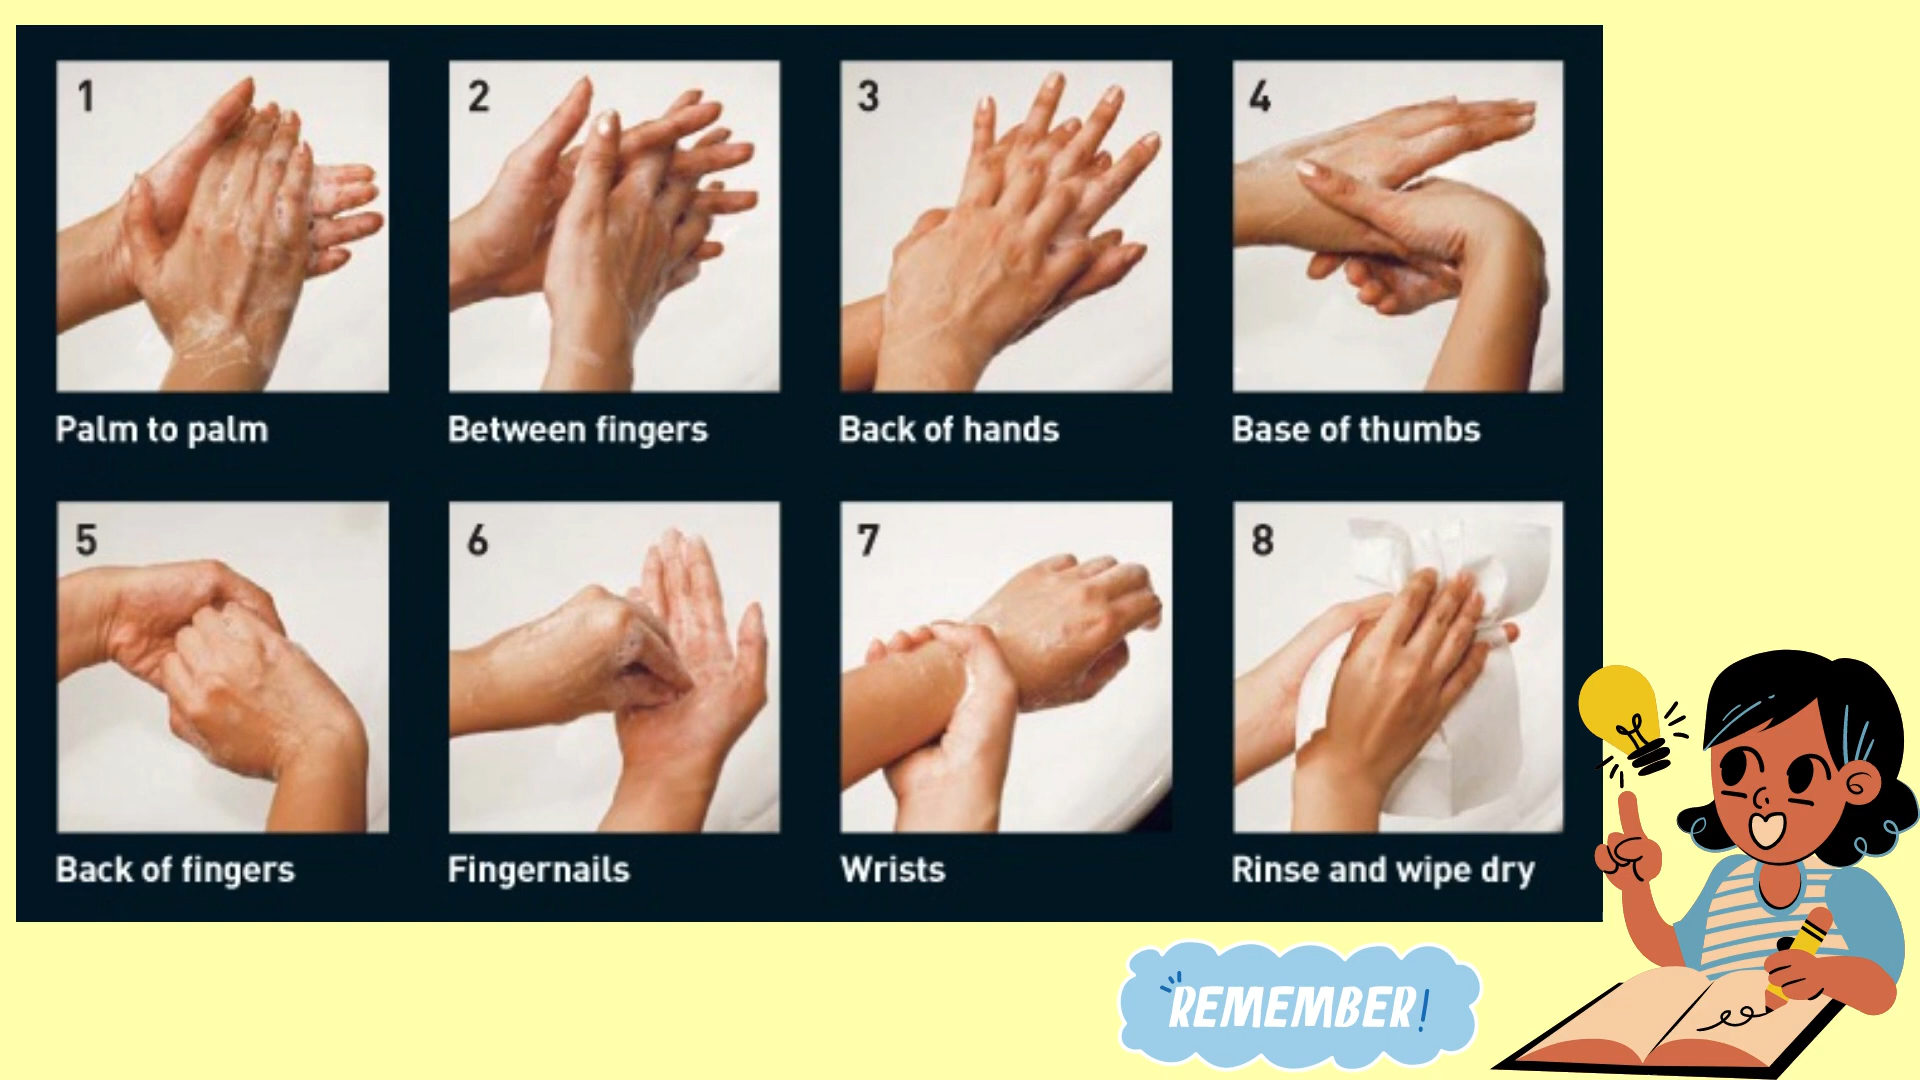 1
Palm to palm
2
Between fingers
3
Back of hands
4
Base of thumbs
5
Back of fingers
6
Fingernails
7
Wrists
8
Rinse and wipe dry
REMEMBER!